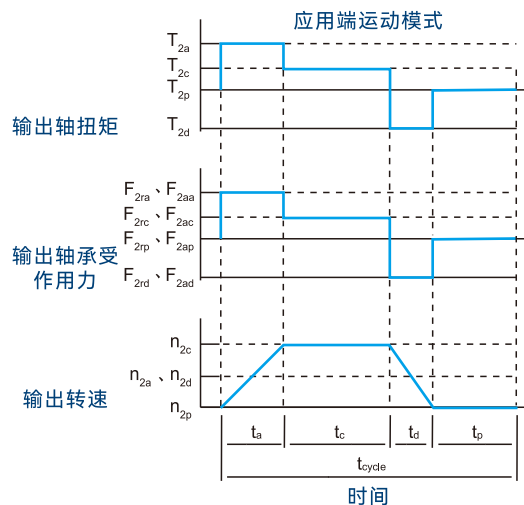 应用端运动模式
T2a
T2c
T2p
输出轴扭矩
T2d
F2ra、F2aa
F2rc、F2ac
F2rp、F2ap
输出轴承受
作用力
F2rd、F2ad
n2c
n2a、n2d
输出转速
n2p
ta tc td tp
tcycle
时间